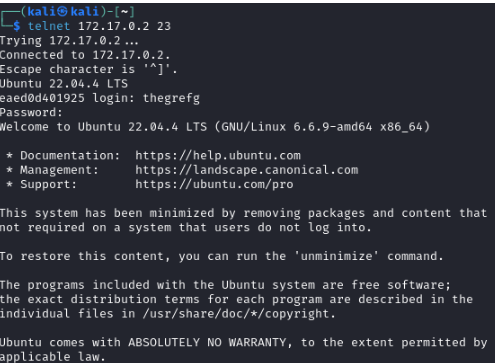 ┌──(kali㉿kali)-[~]
└─$ telnet 172.17.0.2 23
Trying 172.17.0.2...
Connected to 172.17.0.2.
Escape character is '^]'.
Ubuntu 22.04.4 LTS
eaed0d401925 login: thegrefg
Password:
Welcome to Ubuntu 22.04.4 LTS (GNU/Linux 6.6.9-amd64 x86_64)
* Documentation: https://help.ubuntu.com
* Management: https://landscape.canonical.com
* Support: https://ubuntu.com/pro
This system has been minimized by removing packages and content that
not required on a system that users do not log into.
To restore this content, you can run the 'unminimize' command.
The programs included with the Ubuntu system are free software;
the exact distribution terms for each program are described in the
individual files in /usr/share/doc/*/copyright.
Ubuntu comes with ABSOLUTELY NO WARRANTY, to the extent permitted by
applicable law.